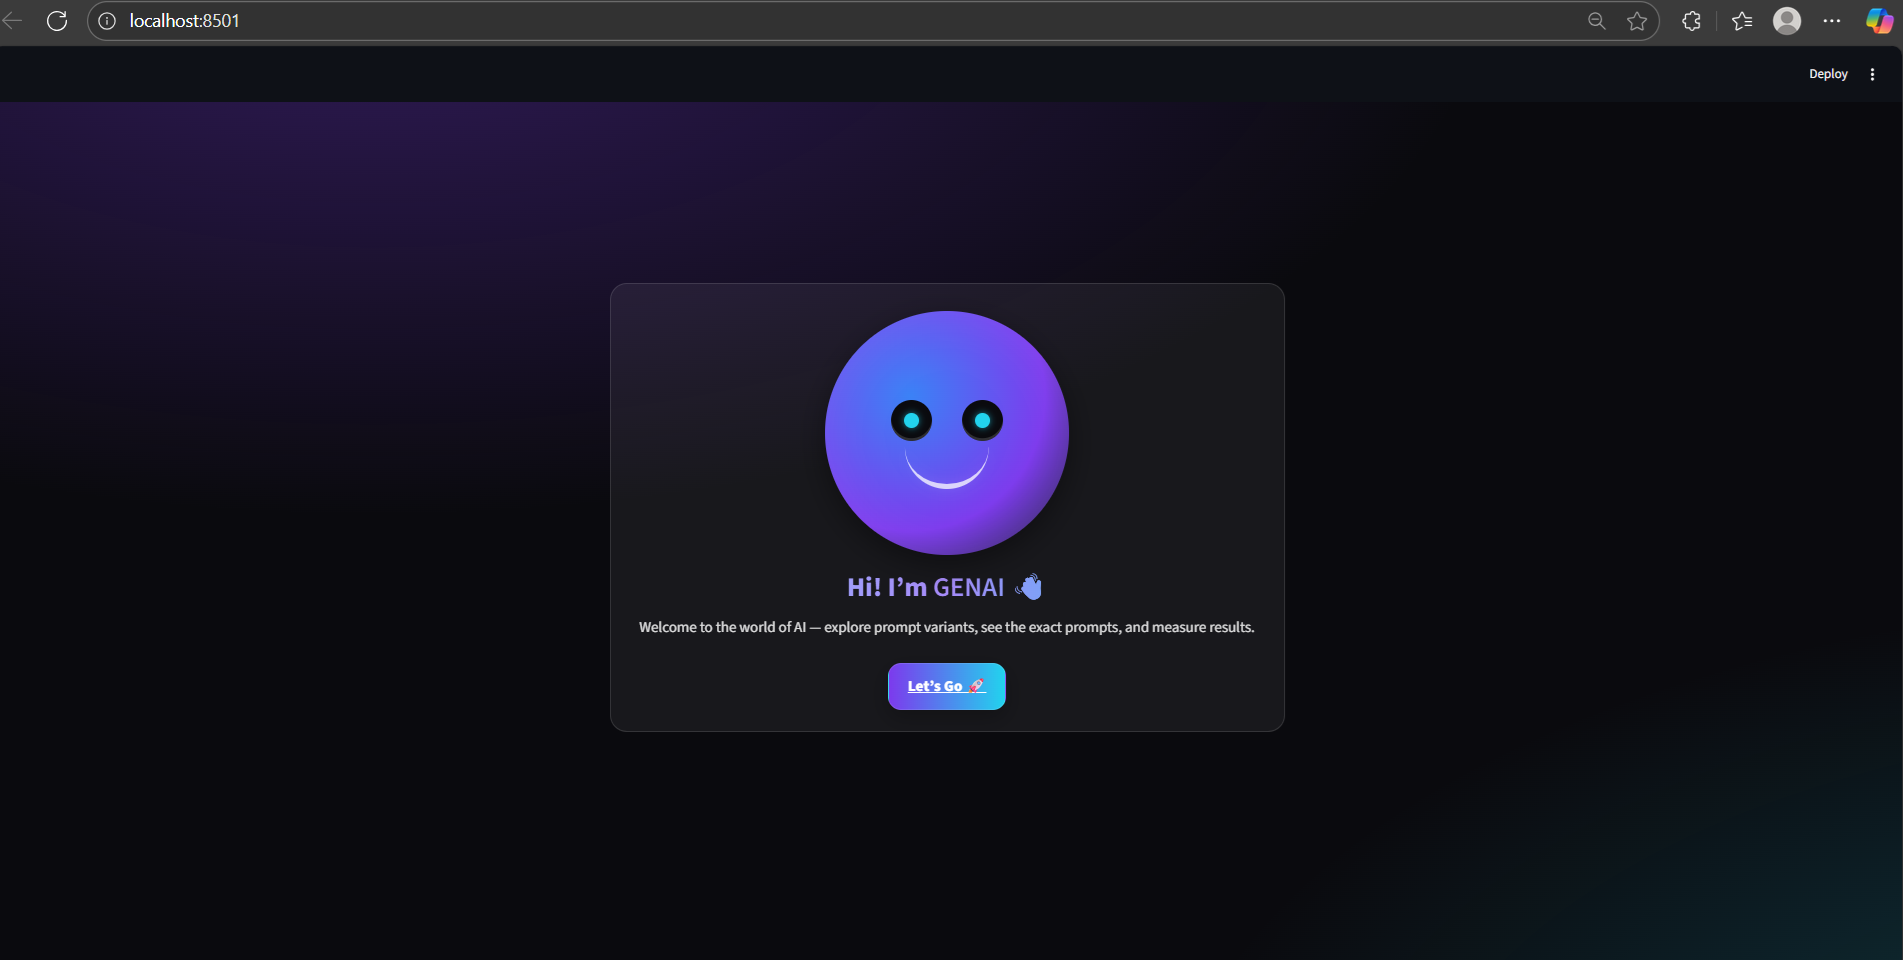 localhost:8501
Deploy
Hi! I’m GENAI 👋
Welcome to the world of AI — explore prompt variants, see the exact prompts, and measure results.
Let’s Go 🚀